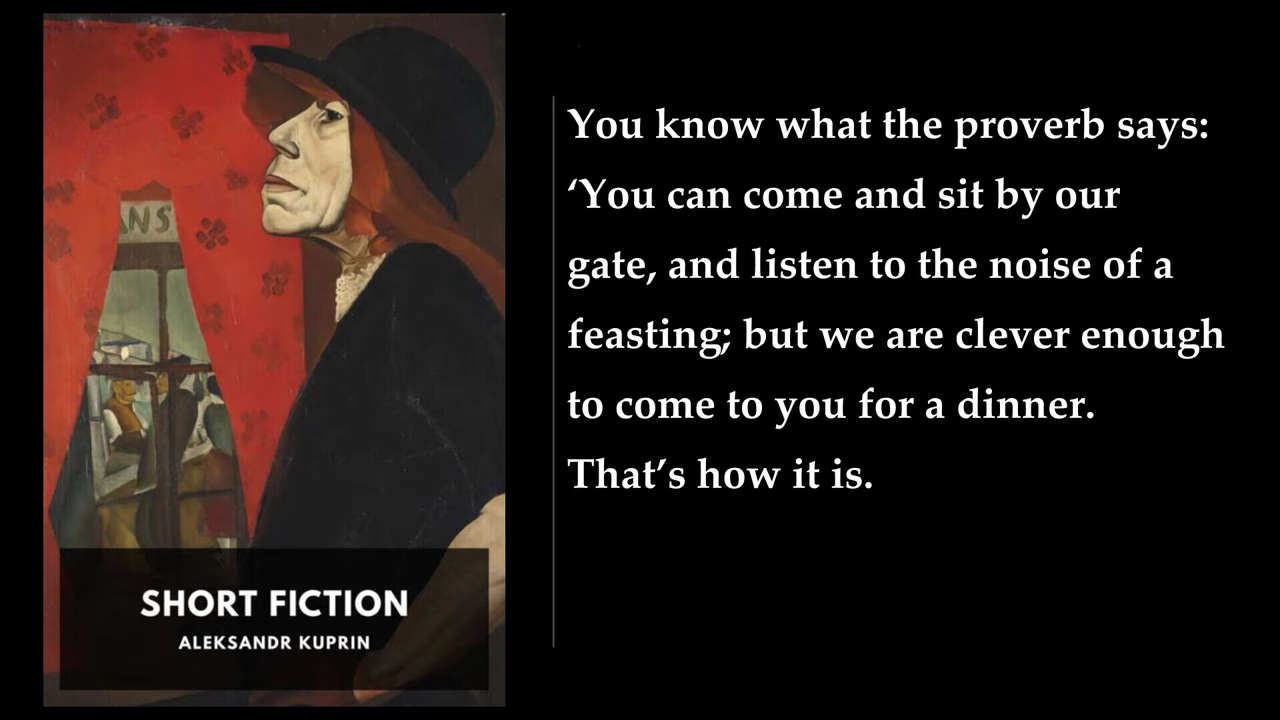 ANS
SHORT FICTION
ALEKSANDR KUPRIN
You know what the proverb says:
‘You can come and sit by our
gate, and listen to the noise of a
feasting; but we are clever enough
to come to you for a dinner.
That’s how it is.